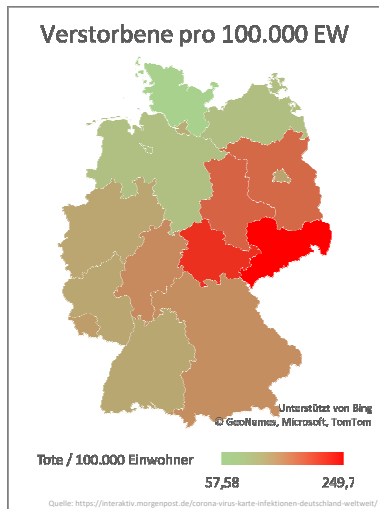 Verstorbene pro 100.000 EW
Unterstützt von Bing
© GeoNames, Microsoft, TomTom
Tote / 100.000 Einwohner
57,58 249,7
Quelle: https://interaktiv.morgenpost.de/corona-virus-karte-infektionen-deutschland-weltweit/